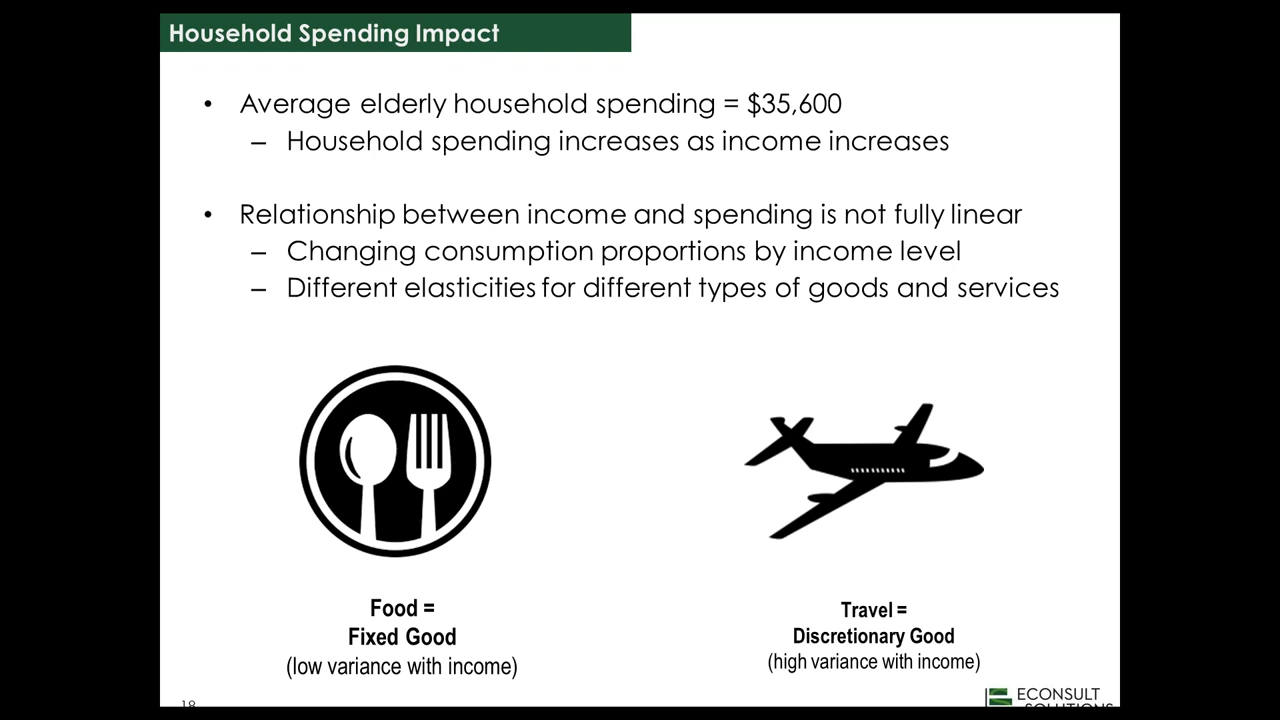 Household Spending Impact
• Average elderly household spending = $35,600
– Household spending increases as income increases
• Relationship between income and spending is not fully linear
– Changing consumption proportions by income level
– Different elasticities for different types of goods and services
Food =
Fixed Good
(low variance with income)
Travel =
Discretionary Good
(high variance with income)
18
ECONSULT
SOLUTIONS